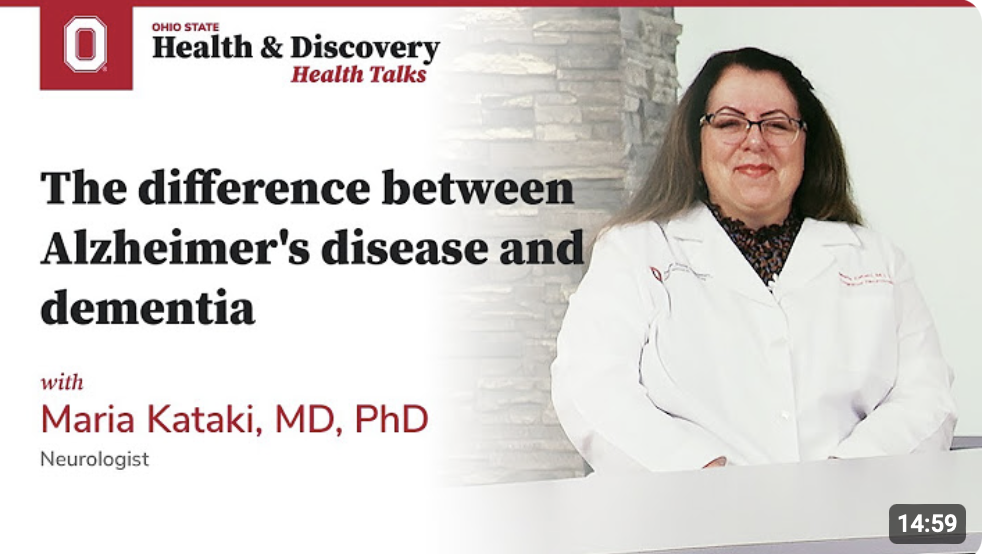 O
OHIO STATE
Health & Discovery
Health Talks
The difference between
Alzheimer's disease and
dementia
with
Maria Kataki, MD, PhD
Neurologist
14:59